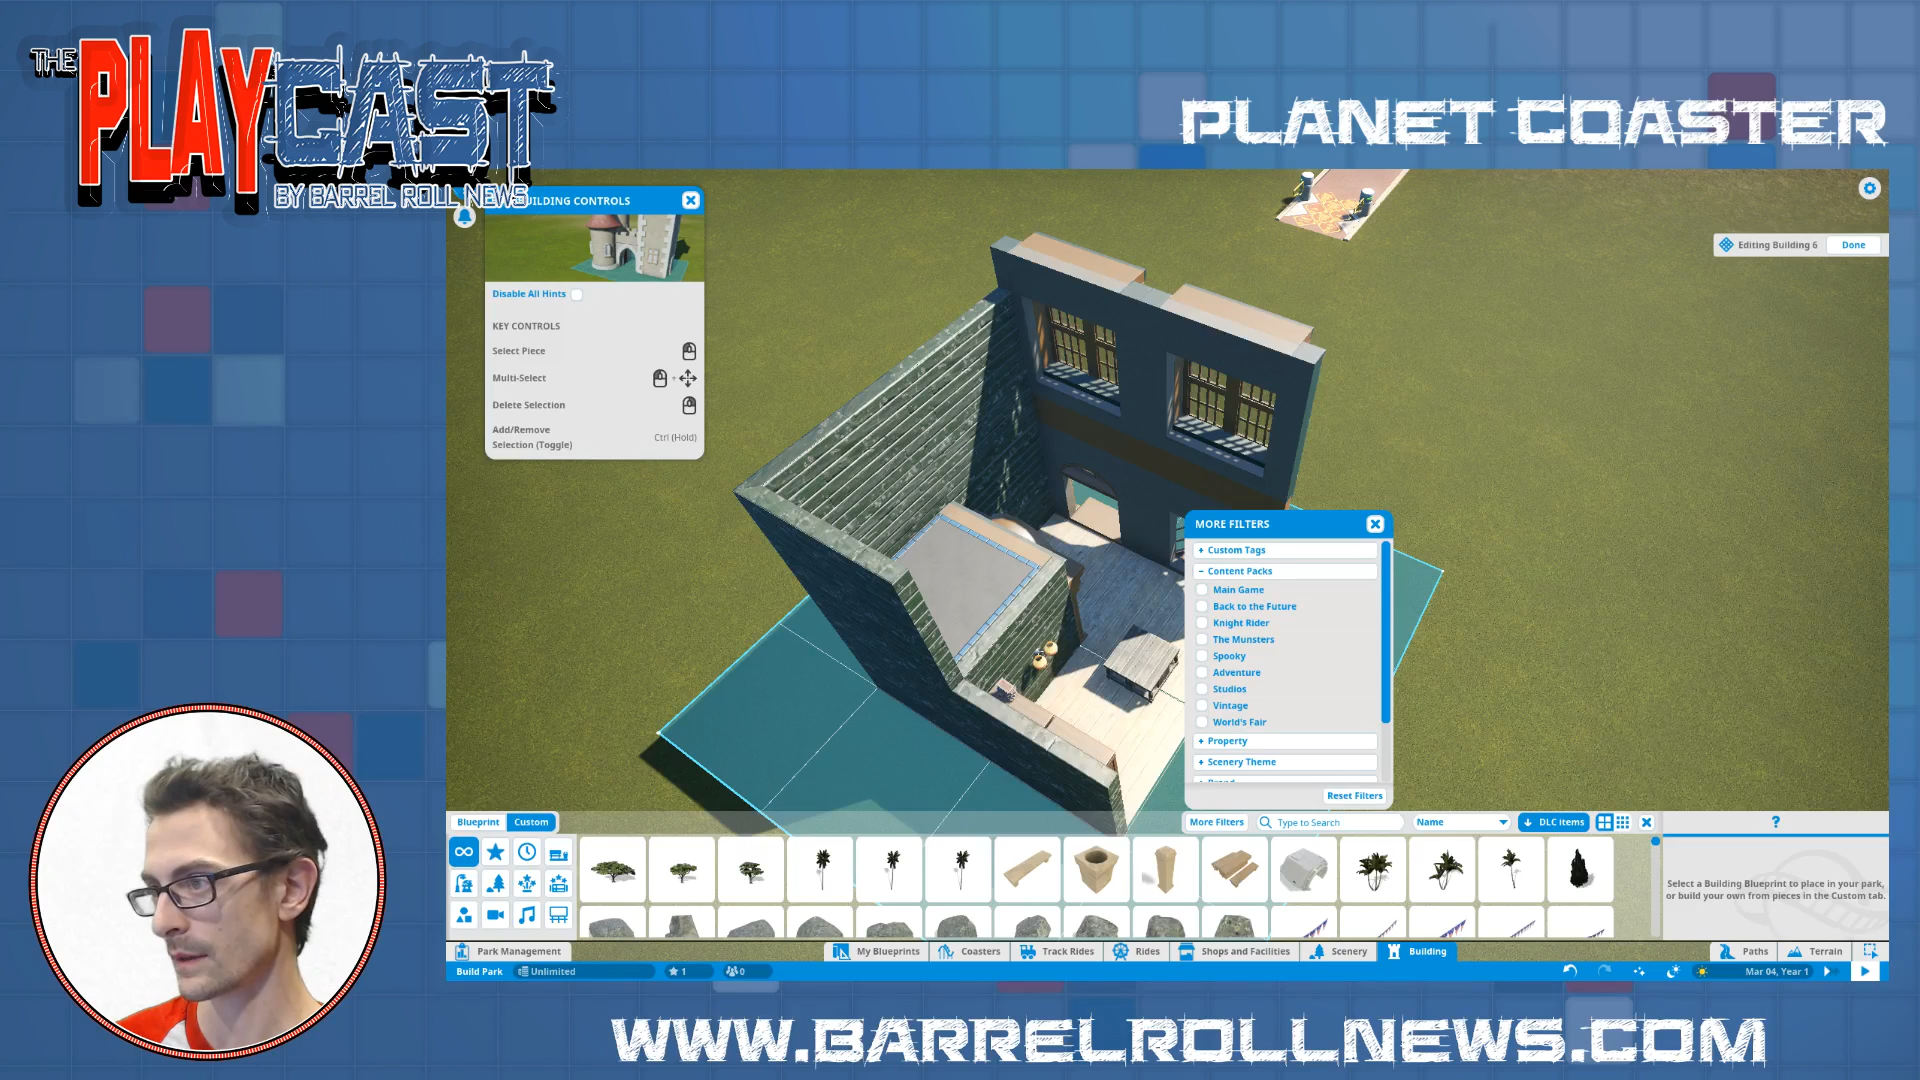 THE PLAYCAST
BY BARREL ROLL NEWS
PLANET COASTER
UILDING CONTROLS
Disable All Hints
KEY CONTROLS
Select Piece
Multi-Select
Delete Selection
Add/Remove
Selection (Toggle)
Ctrl (Hold)
Editing Building 6
Done
MORE FILTERS
+ Custom Tags
− Content Packs
Main Game
Back to the Future
Knight Rider
The Munsters
Spooky
Adventure
Studios
Vintage
World's Fair
+ Property
+ Scenery Theme
Reset Filters
Blueprint
Custom
More Filters
Type to Search
Name
DLC items
?
Select a Building Blueprint to place in your park,
or build your own from pieces in the Custom tab.
Park Management
My Blueprints
Coasters
Track Rides
Rides
Shops and Facilities
Scenery
Building
Paths
Terrain
Build Park
Unlimited
1
0
Mar 04, Year 1
WWW.BARRELROLLNEWS.COM